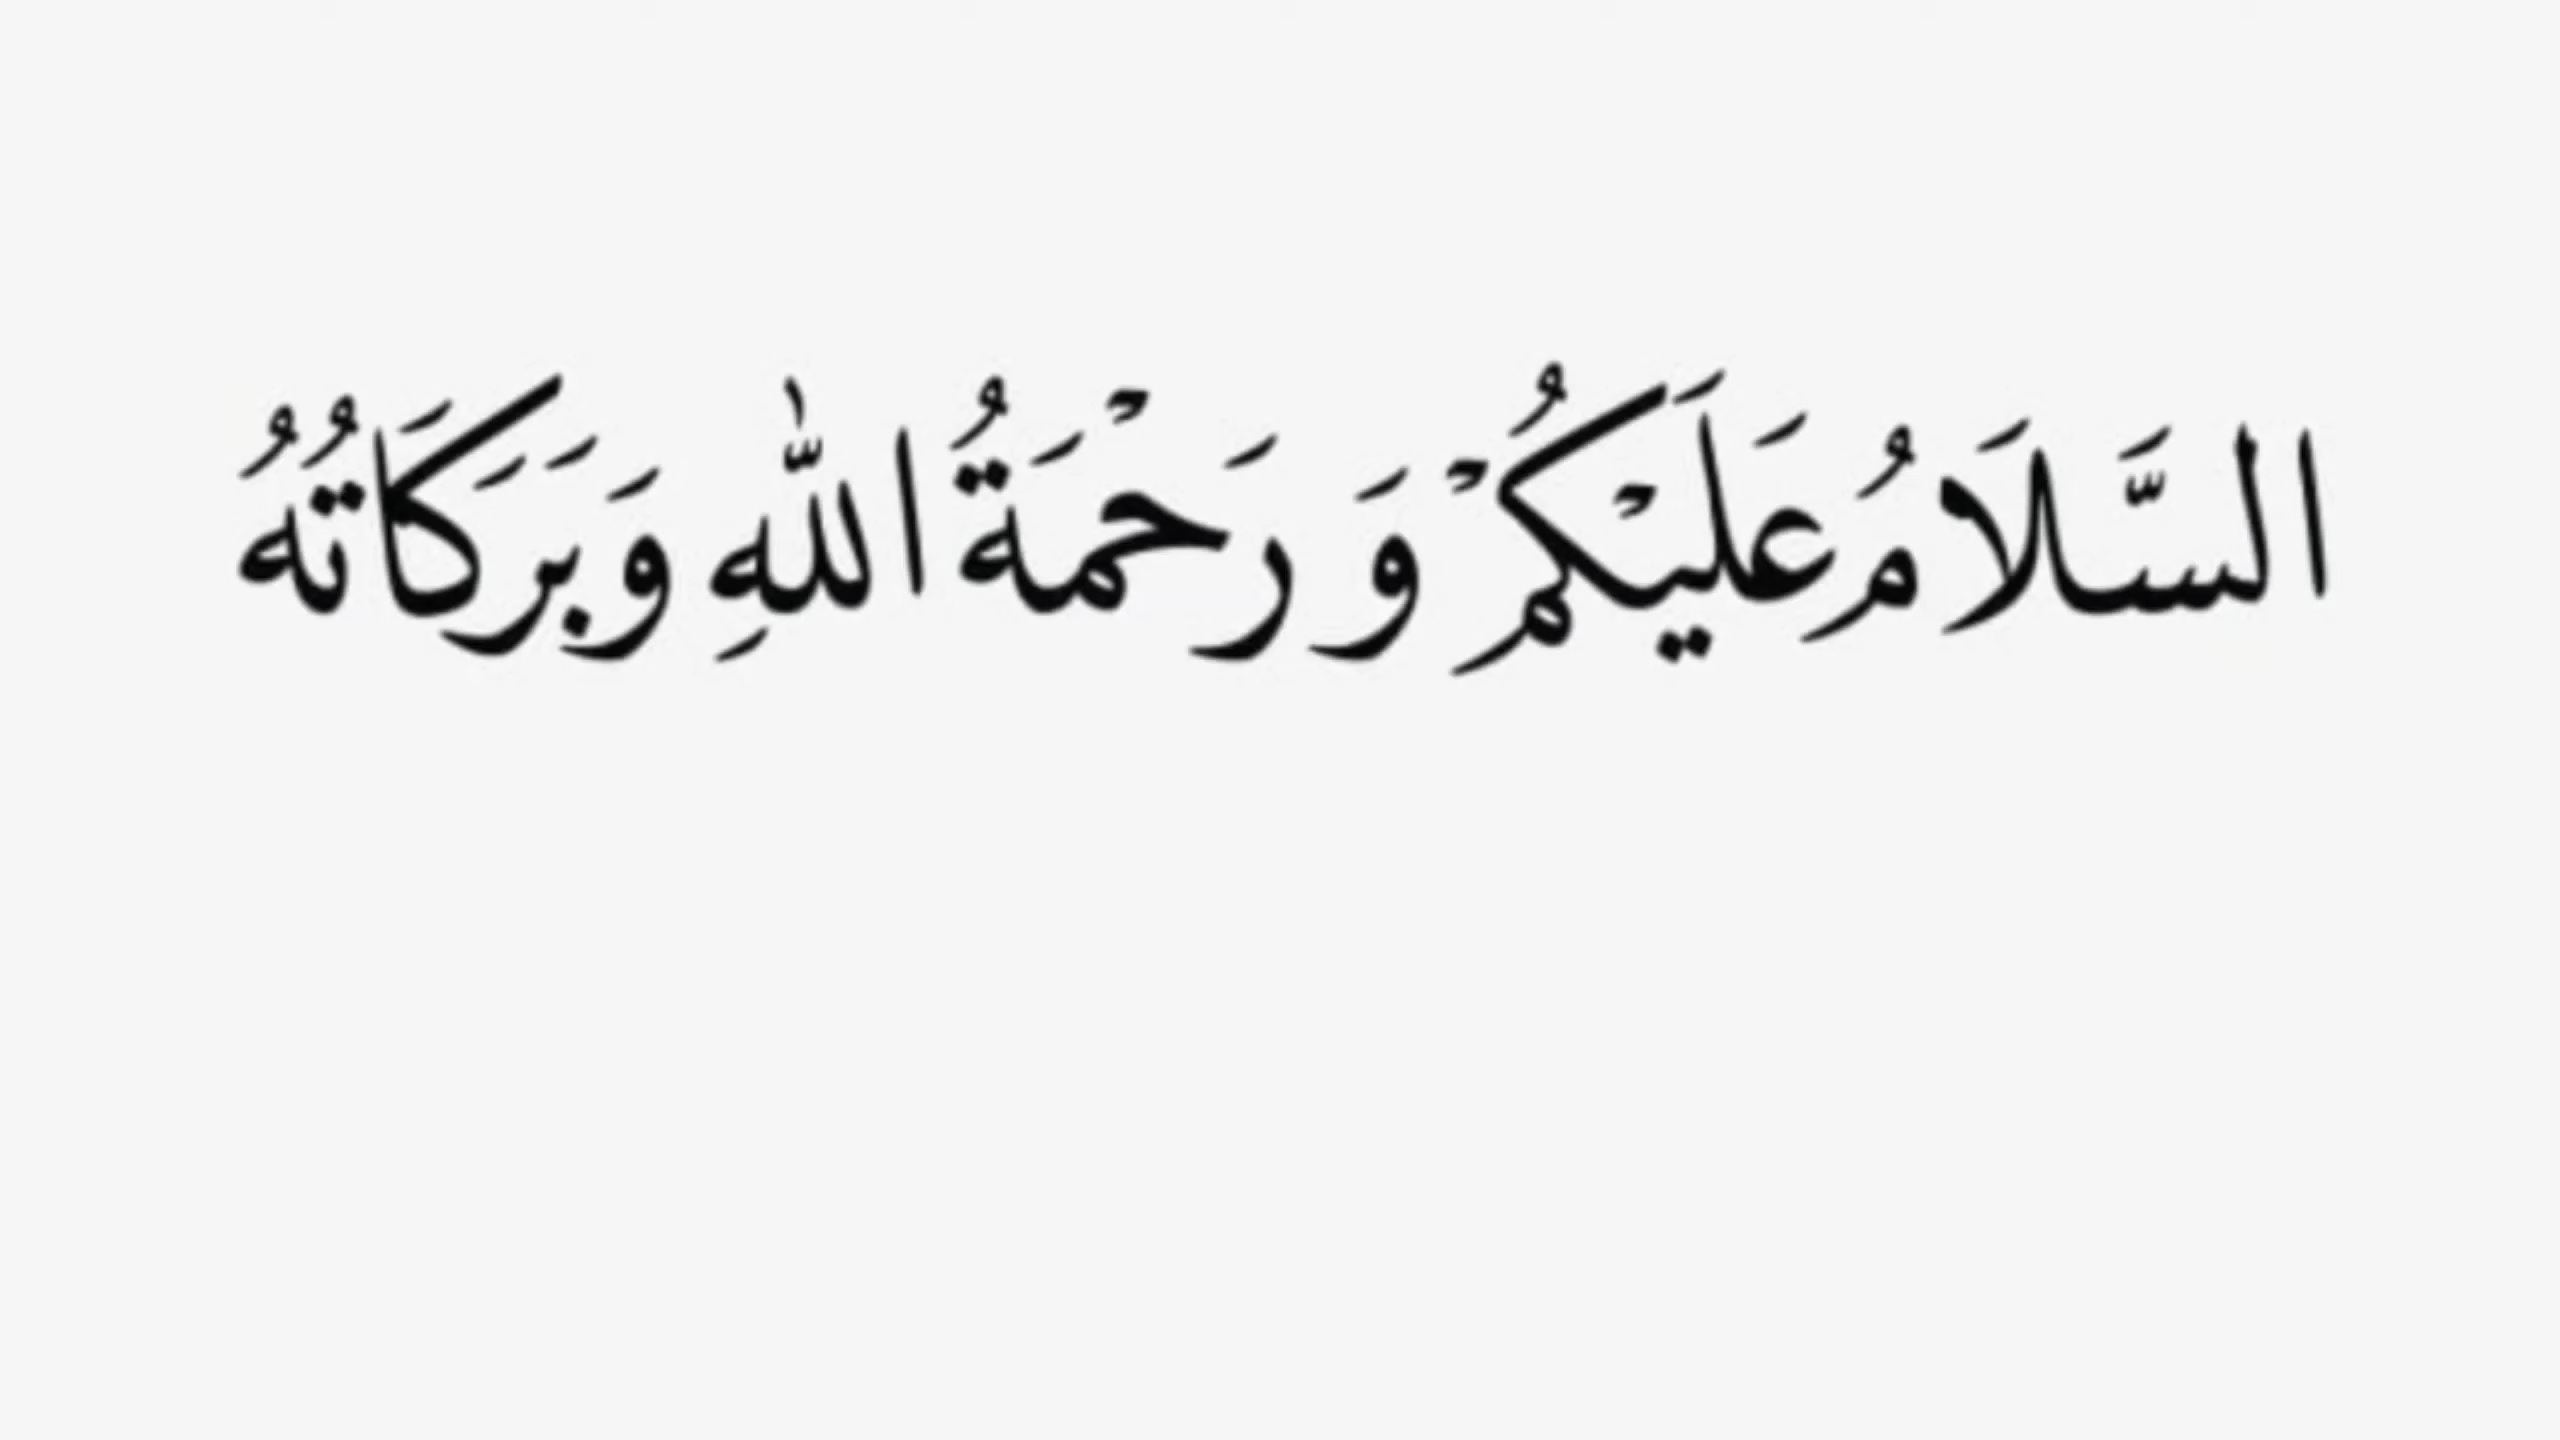 السَّلَامُ عَلَيْكُمْ وَ رَحْمَةُ اللّٰهِ وَبَرَكَاتُهُ